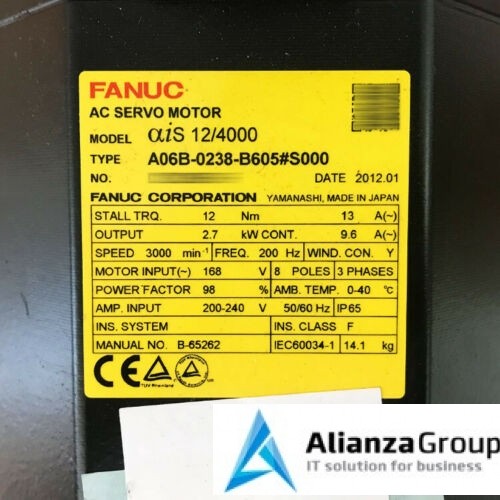 FANUC
AC SERVO MOTOR
MODEL αiS 12/4000
TYPE A06B-0238-B605#S000
NO. DATE 2012.01
FANUC CORPORATION YAMANASHI, MADE IN JAPAN
STALL TRQ. 12 Nm 13 A(~)
OUTPUT 2.7 kW CONT. 9.6 A(~)
SPEED 3000 min⁻¹ FREQ. 200 Hz WIND. CON. Y
MOTOR INPUT(~) 168 V 8 POLES 3 PHASES
POWER FACTOR 98 % AMB. TEMP. 0-40 °C
AMP. INPUT 200-240 V 50/60 Hz IP65
INS. SYSTEM INS. CLASS F
MANUAL NO. B-65262 IEC60034-1 14.1 kg
CE TUV Rheinland
AlianzaGroup
IT solution for business